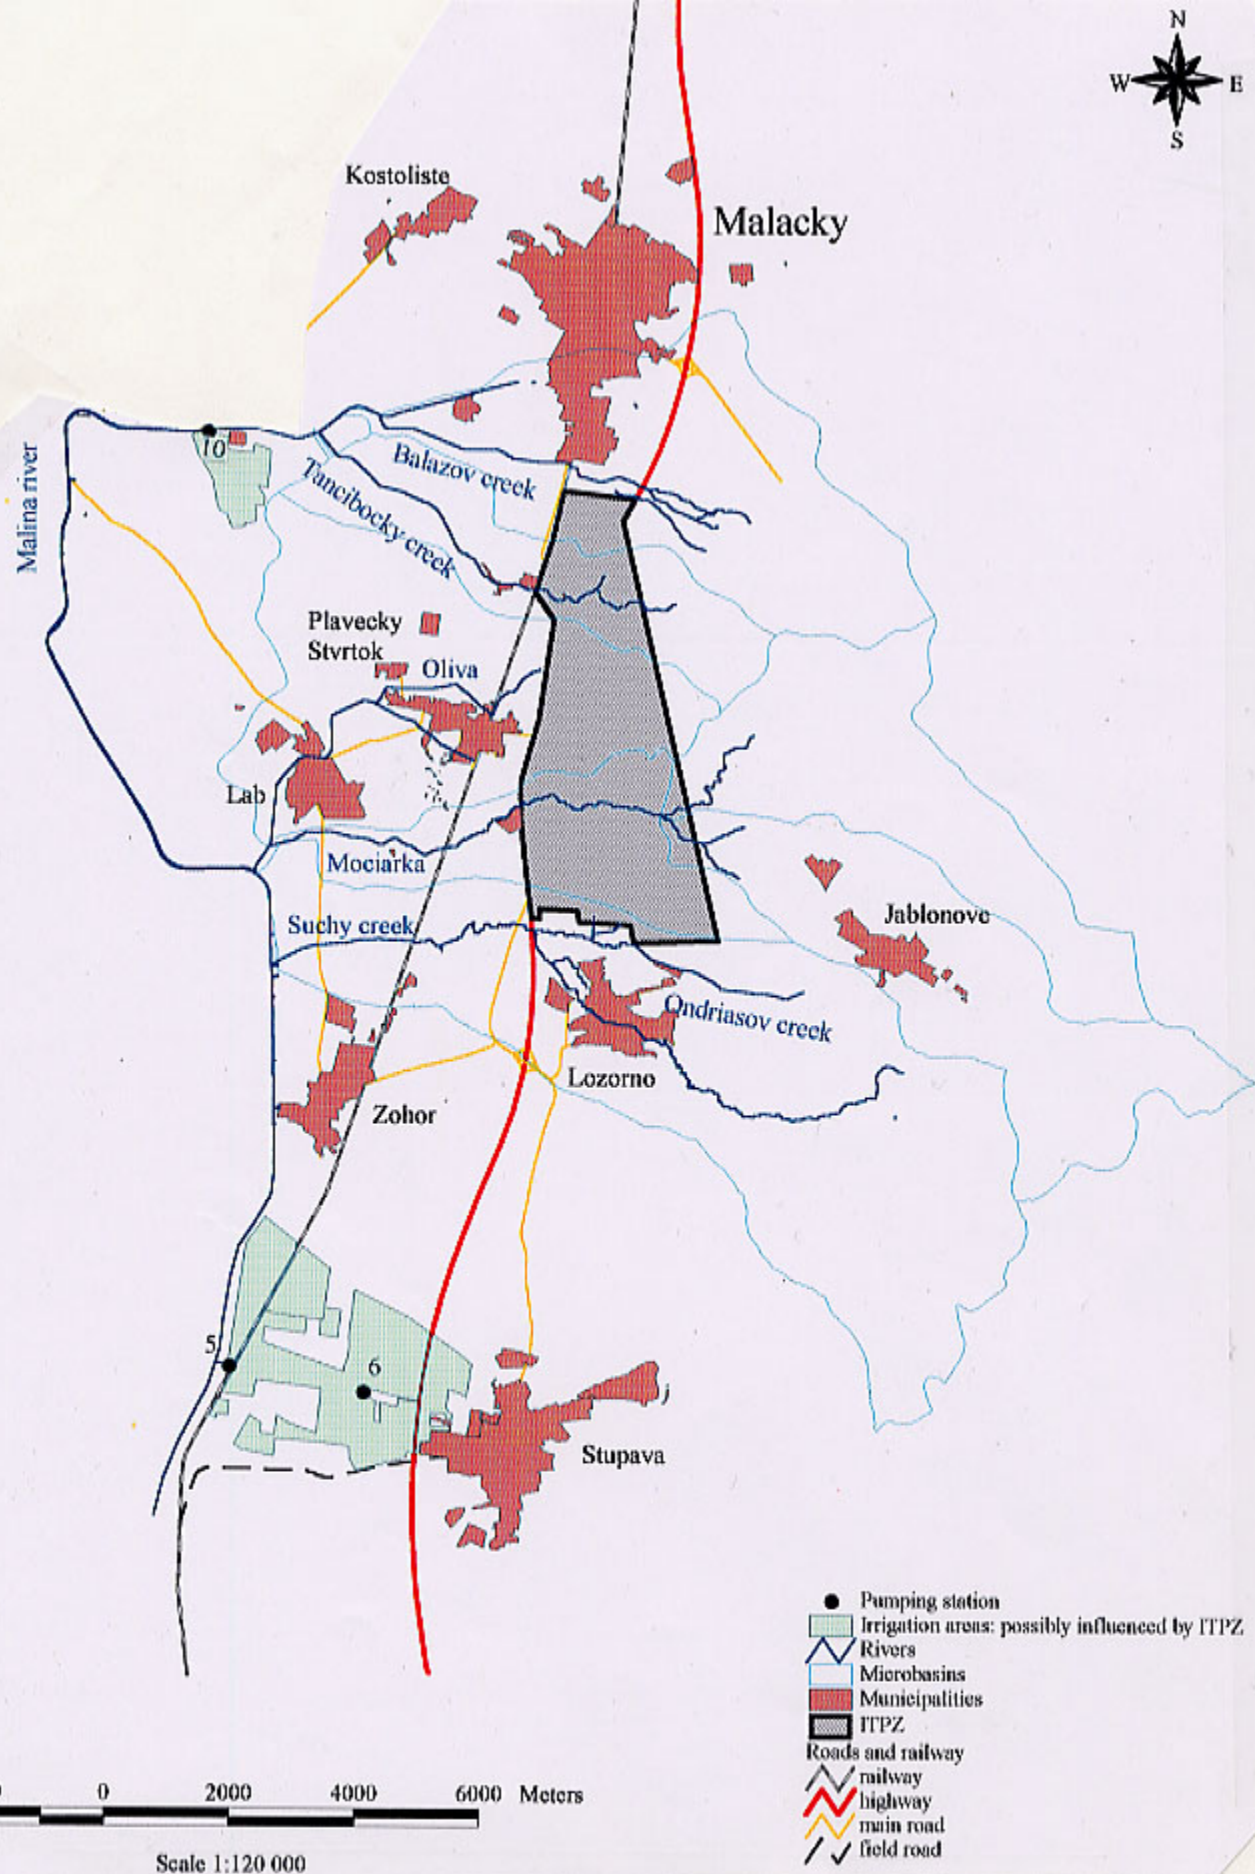 N
W E
S
Kostoliste
Malacky
10
Malina river
Balazov creek
Tancibocky creek
Plavecky
Stvrtok
Oliva
Lab
Mociarka
Suchy creek
Jablonove
Ondriasov creek
Lozorno
Zohor
5
6
Stupava
Pumping station
Irrigation areas: possibly influenced by ITPZ
Rivers
Microbasins
Municipalities
ITPZ
Roads and railway
railway
highway
main road
field road
0 2000 4000 6000 Meters
Scale 1:120 000